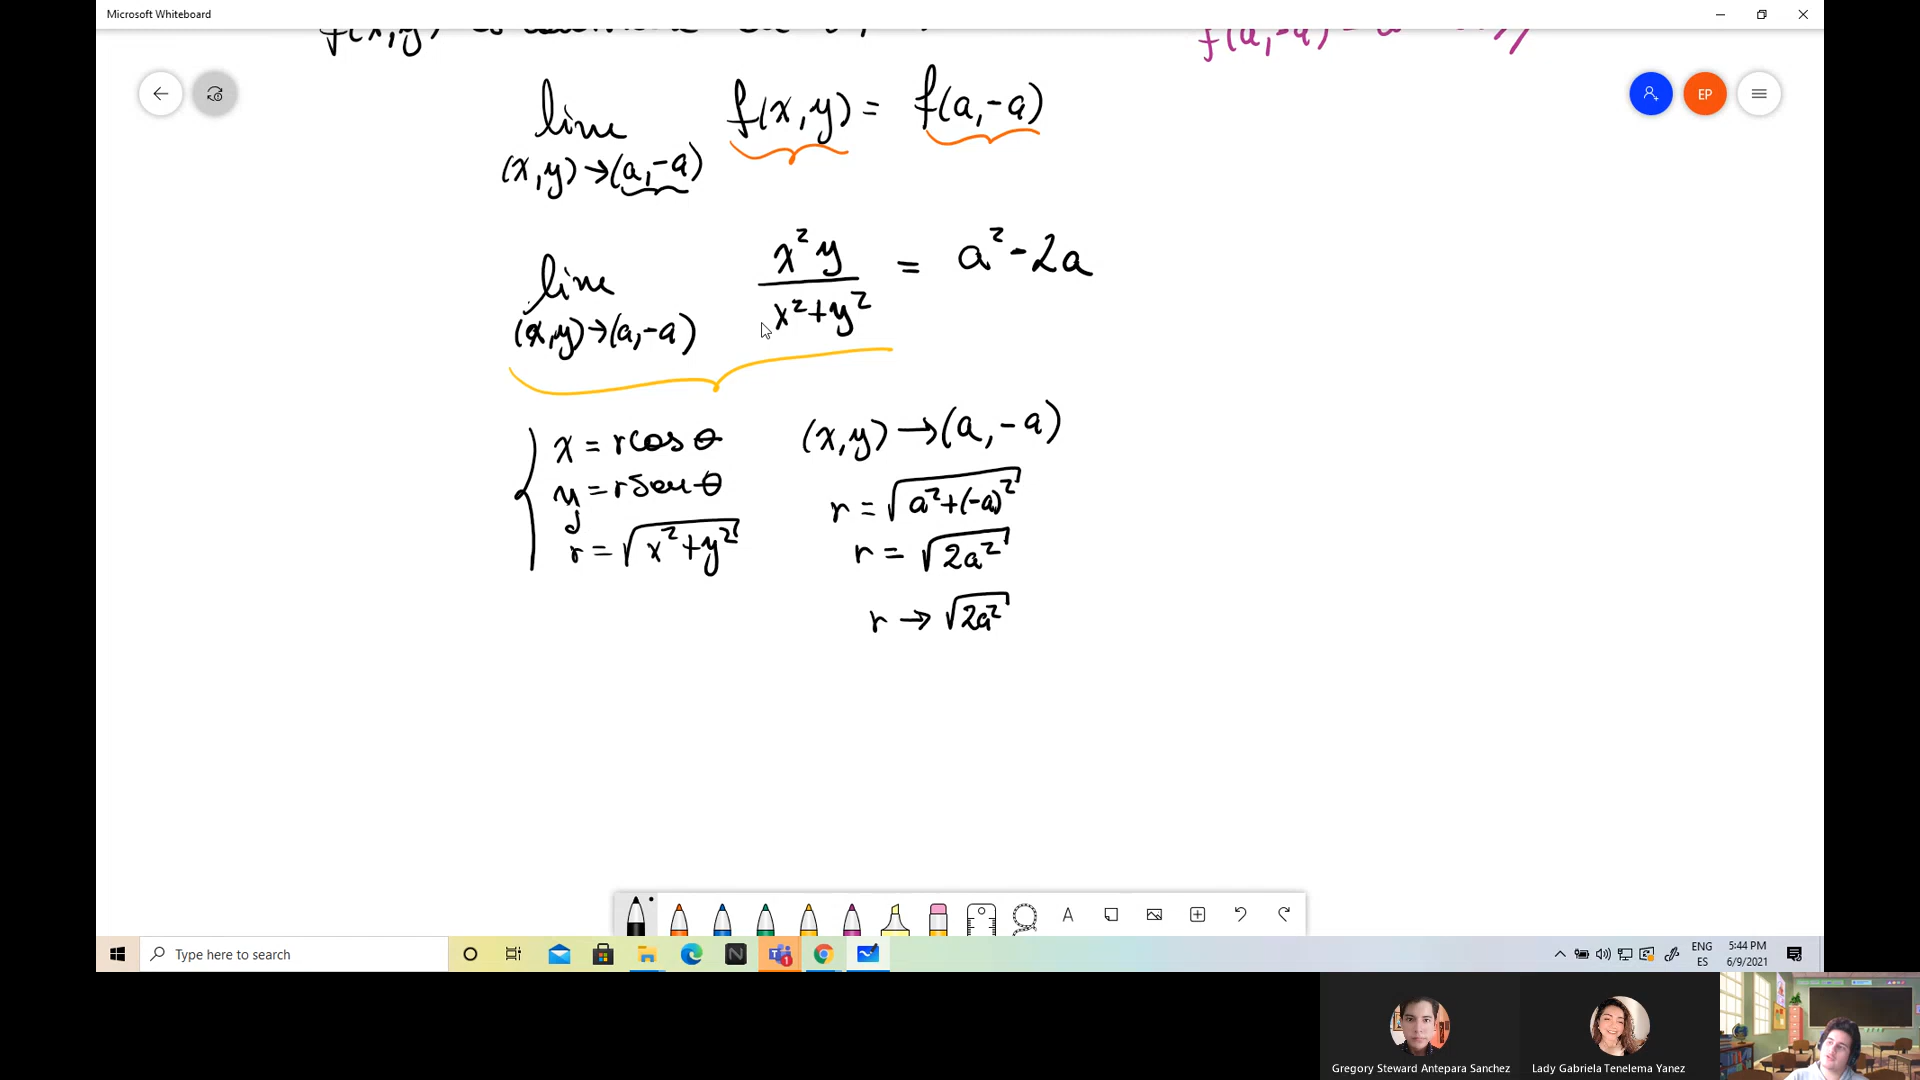 Microsoft Whiteboard
f(x,y)
f(a,-a)
lim f(x,y) = f(a,-a)
(x,y)→(a,-a)
lim x²y / x²+y² = a²-2a
(x,y)→(a,-a)
x = rcos θ
y = rsen θ
r = √x²+y²
(x,y)→(a,-a)
r = √a²+(-a)²
r = √2a²
r → √2a²
EP
A
Type here to search
N
1
ENG
ES
5:44 PM
6/9/2021
Gregory Steward Antepara Sanchez
Lady Gabriela Tenelema Yanez